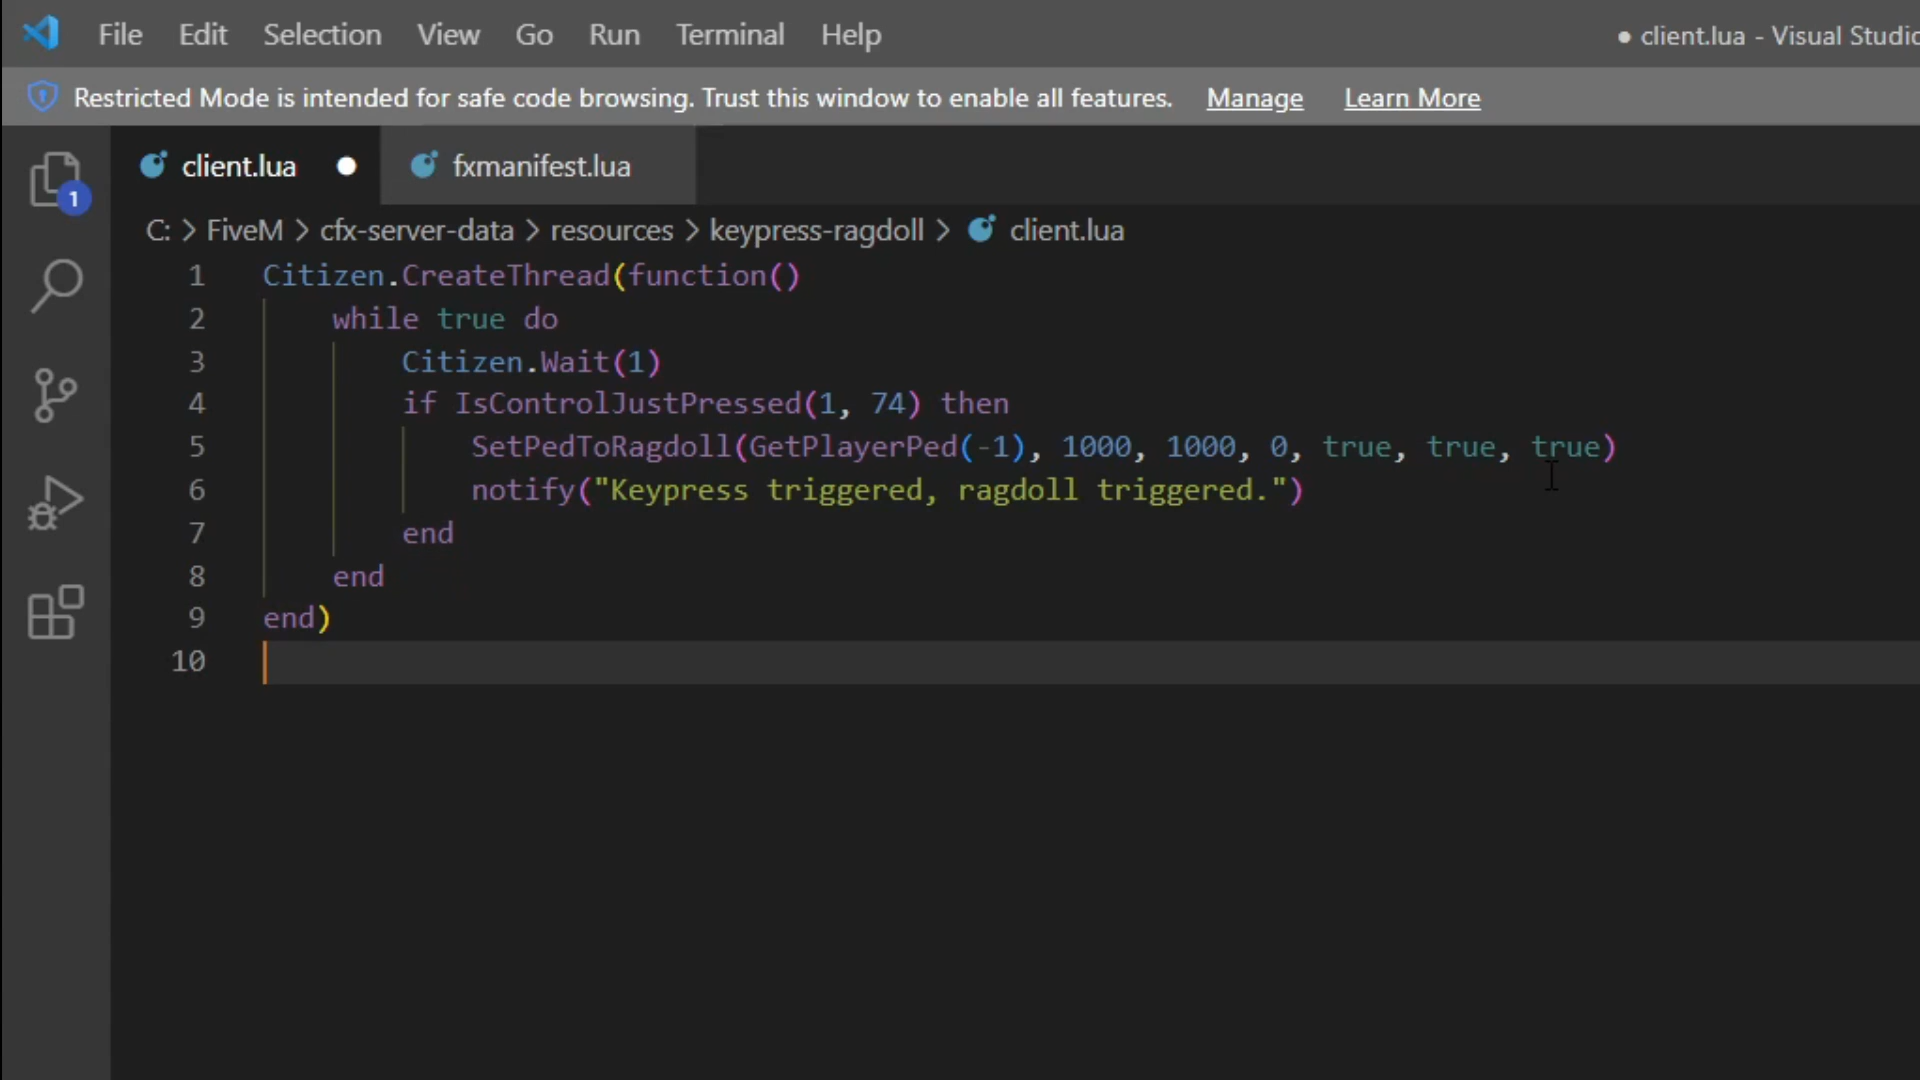 File Edit Selection View Go Run Terminal Help ● client.lua - Visual Studio
Restricted Mode is intended for safe code browsing. Trust this window to enable all features. Manage Learn More
client.lua ● fxmanifest.lua
1
C: > FiveM > cfx-server-data > resources > keypress-ragdoll > client.lua
1 Citizen.CreateThread(function()
2     while true do
3         Citizen.Wait(1)
4         if IsControlJustPressed(1, 74) then
5             SetPedToRagdoll(GetPlayerPed(-1), 1000, 1000, 0, true, true, true)
6             notify("Keypress triggered, ragdoll triggered.")
7         end
8     end
9 end)
10